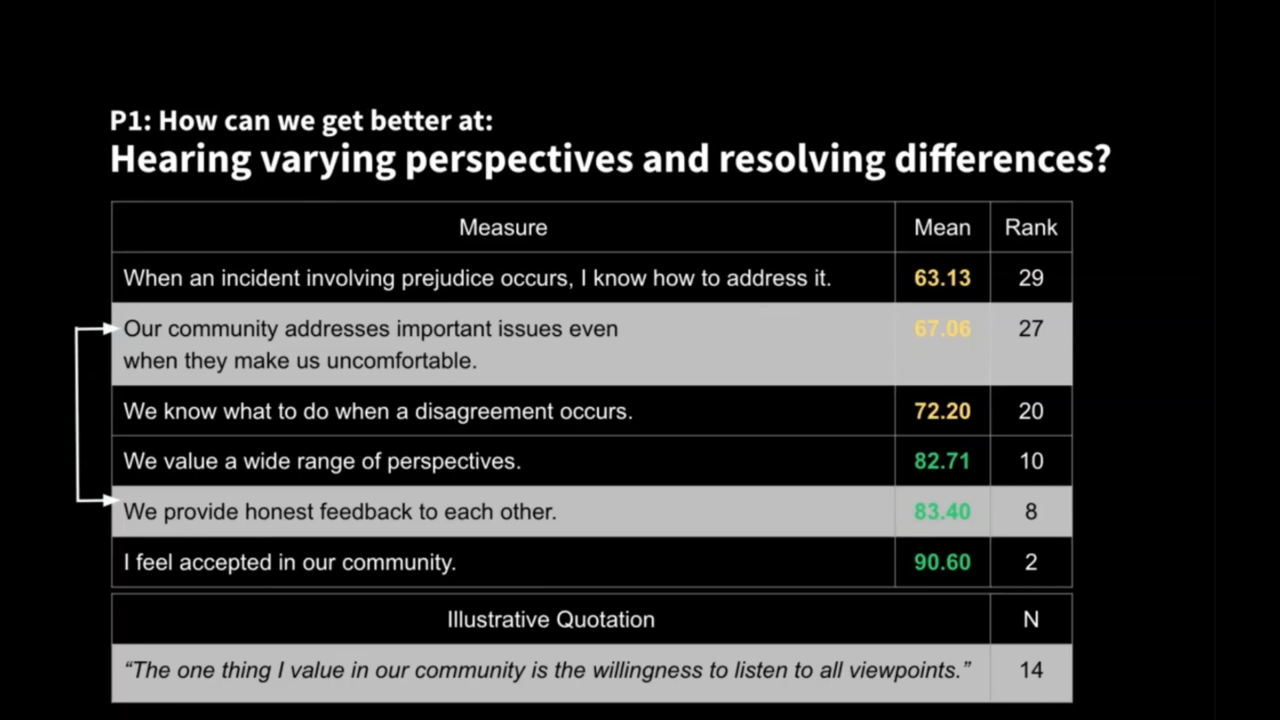 P1: How can we get better at:
Hearing varying perspectives and resolving differences?
Measure Mean Rank
When an incident involving prejudice occurs, I know how to address it. 63.13 29
Our community addresses important issues even 67.06 27
when they make us uncomfortable.
We know what to do when a disagreement occurs. 72.20 20
We value a wide range of perspectives. 82.71 10
We provide honest feedback to each other. 83.40 8
I feel accepted in our community. 90.60 2
Illustrative Quotation N
“The one thing I value in our community is the willingness to listen to all viewpoints.” 14